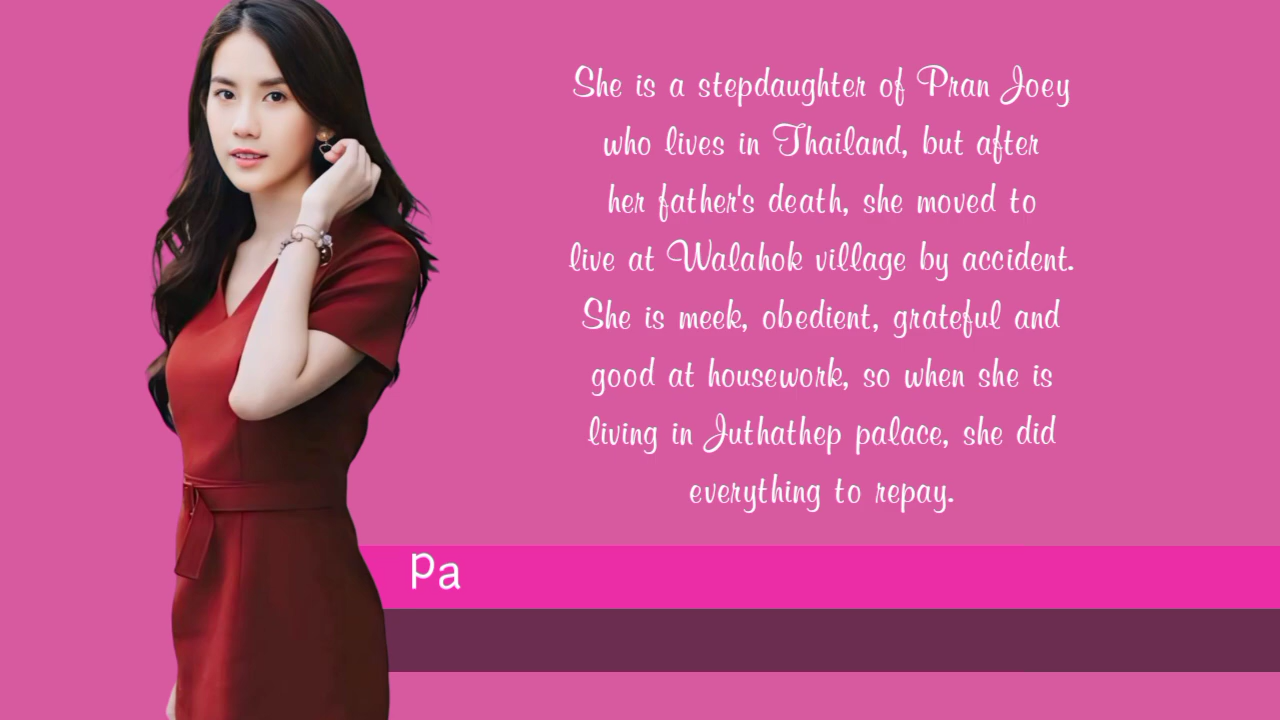 She is a stepdaughter of Pran Joey
who lives in Thailand, but after
her father's death, she moved to
live at Walahok village by accident.
She is meek, obedient, grateful and
good at housework, so when she is
living in Juthathep palace, she did
everything to repay.
Pa